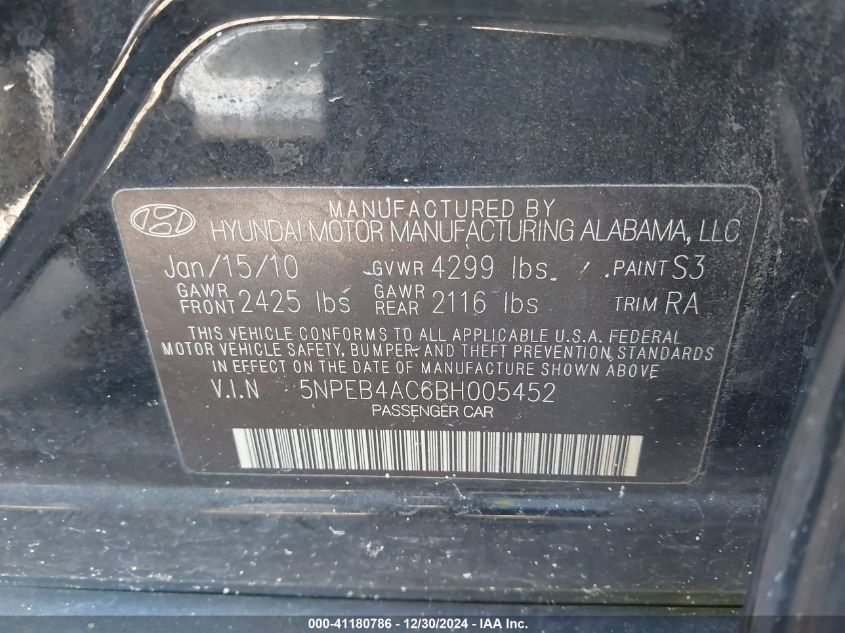 MANUFACTURED BY
HYUNDAI MOTOR MANUFACTURING ALABAMA, LLC
Jan/15/10 GVWR 4299 lbs. PAINT S3
GAWR FRONT 2425 lbs GAWR REAR 2116 lbs TRIM RA
THIS VEHICLE CONFORMS TO ALL APPLICABLE U.S.A. FEDERAL
MOTOR VEHICLE SAFETY, BUMPER, AND THEFT PREVENTION STANDARDS
IN EFFECT ON THE DATE OF MANUFACTURE SHOWN ABOVE
V.I.N 5NPEB4AC6BH005452
PASSENGER CAR
000-41180786 - 12/30/2024 - IAA Inc.